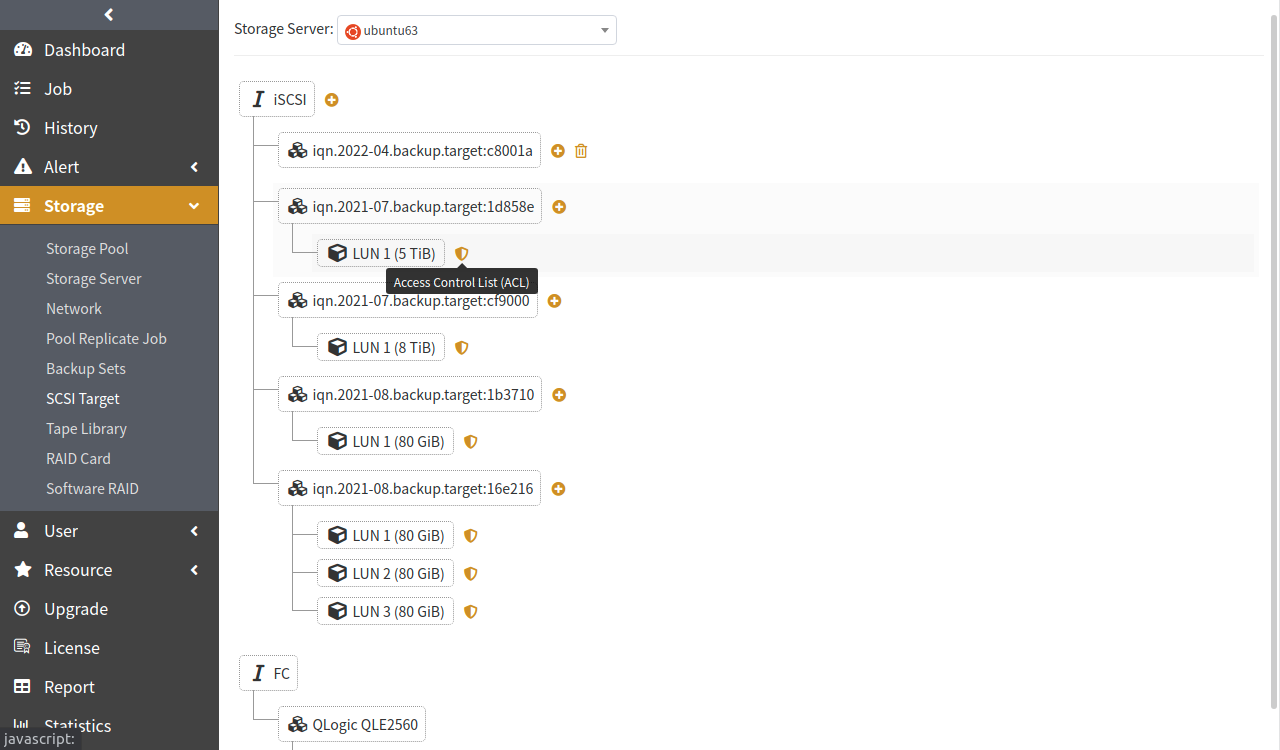 Storage Server: ubuntu63
Dashboard
Job
History
Alert
Storage
Storage Pool
Storage Server
Network
Pool Replicate Job
Backup Sets
SCSI Target
Tape Library
RAID Card
Software RAID
User
Resource
Upgrade
License
Report
Statistics
javascript:
iSCSI
iqn.2022-04.backup.target:c8001a
iqn.2021-07.backup.target:1d858e
LUN 1 (5 TiB)
Access Control List (ACL)
iqn.2021-07.backup.target:cf9000
LUN 1 (8 TiB)
iqn.2021-08.backup.target:1b3710
LUN 1 (80 GiB)
iqn.2021-08.backup.target:16e216
LUN 1 (80 GiB)
LUN 2 (80 GiB)
LUN 3 (80 GiB)
FC
QLogic QLE2560